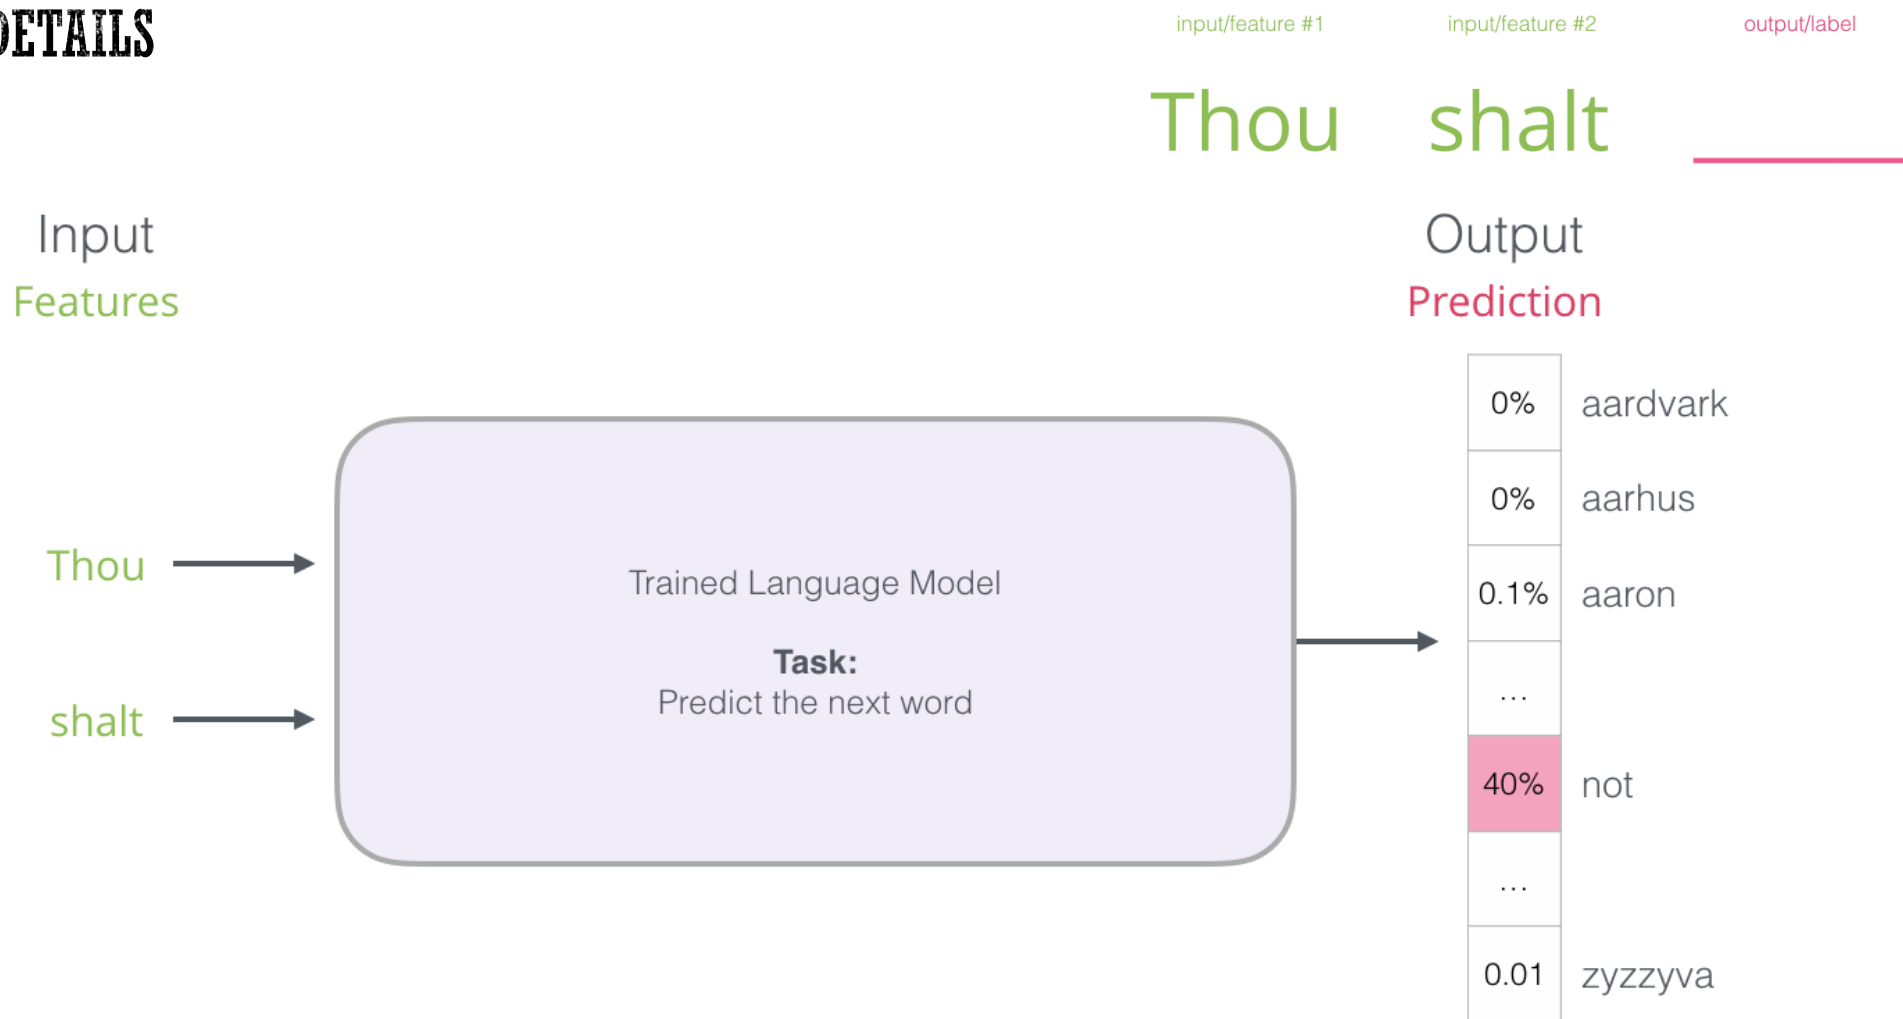 DETAILS
input/feature #1 input/feature #2 output/label
Thou shalt
Input
Features
Output
Prediction
Thou
shalt
Trained Language Model
Task:
Predict the next word
0% aardvark
0% aarhus
0.1% aaron
...
40% not
...
0.01 zyzzyva